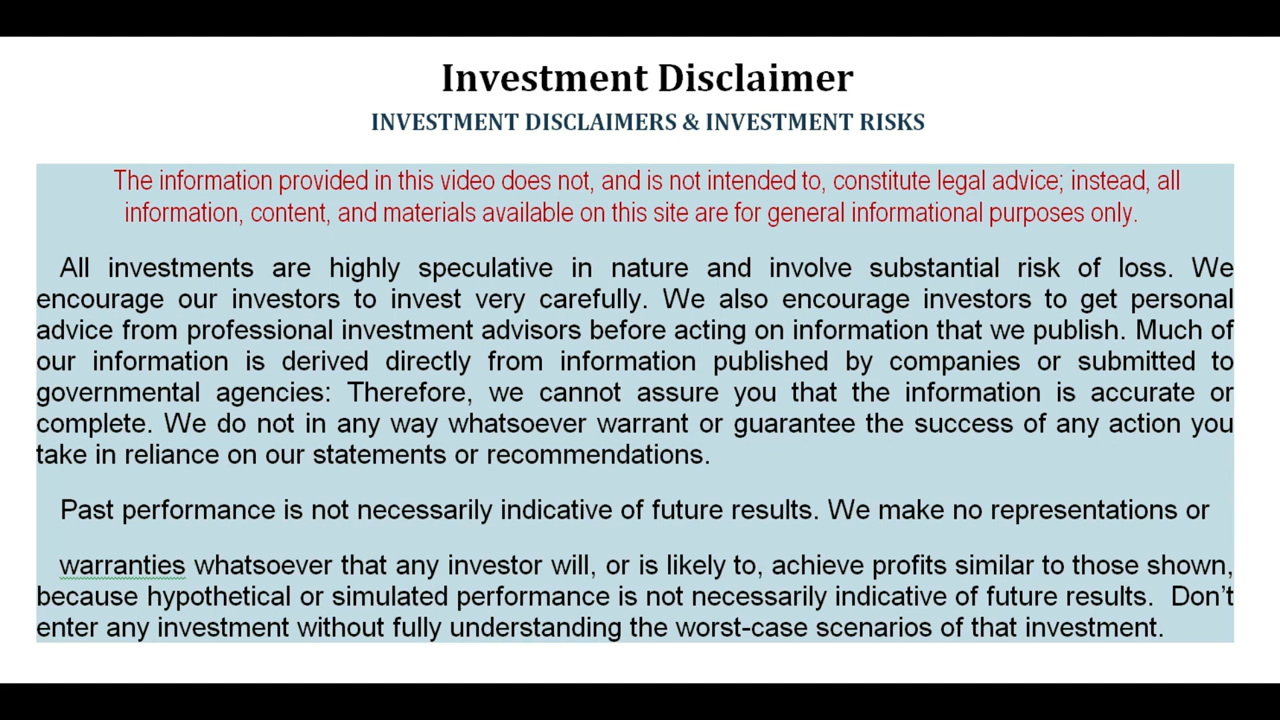 Investment Disclaimer
INVESTMENT DISCLAIMERS & INVESTMENT RISKS
The information provided in this video does not, and is not intended to, constitute legal advice; instead, all
information, content, and materials available on this site are for general informational purposes only.
All investments are highly speculative in nature and involve substantial risk of loss. We
encourage our investors to invest very carefully. We also encourage investors to get personal
advice from professional investment advisors before acting on information that we publish. Much of
our information is derived directly from information published by companies or submitted to
governmental agencies: Therefore, we cannot assure you that the information is accurate or
complete. We do not in any way whatsoever warrant or guarantee the success of any action you
take in reliance on our statements or recommendations.
Past performance is not necessarily indicative of future results. We make no representations or
warranties whatsoever that any investor will, or is likely to, achieve profits similar to those shown,
because hypothetical or simulated performance is not necessarily indicative of future results.  Don’t
enter any investment without fully understanding the worst-case scenarios of that investment.